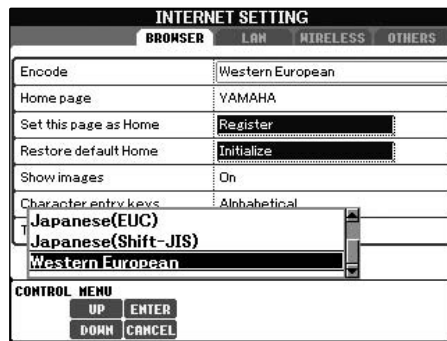 INTERNET SETTING
BROWSER LAN WIRELESS OTHERS
Encode Western European
Home page YAMAHA
Set this page as Home Register
Restore default Home Initialize
Show images On
Character entry keys Alphabetical
T
Japanese(EUC)
Japanese(Shift-JIS)
Western European
CONTROL MENU
UP ENTER
DOWN CANCEL